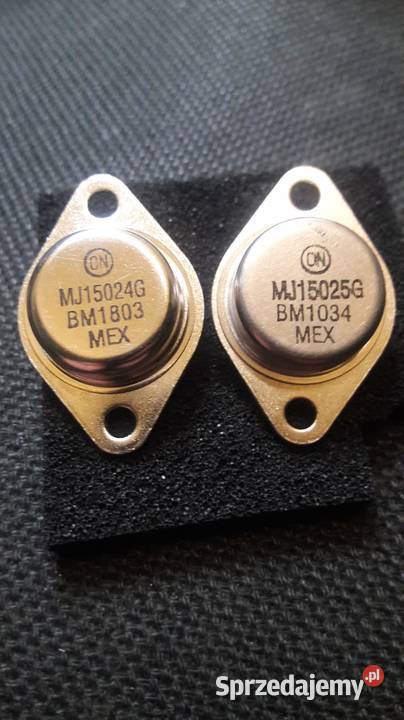 ON
MJ15024G
BM1803
MEX
ON
MJ15025G
BM1034
MEX
Sprzedajemy.pl